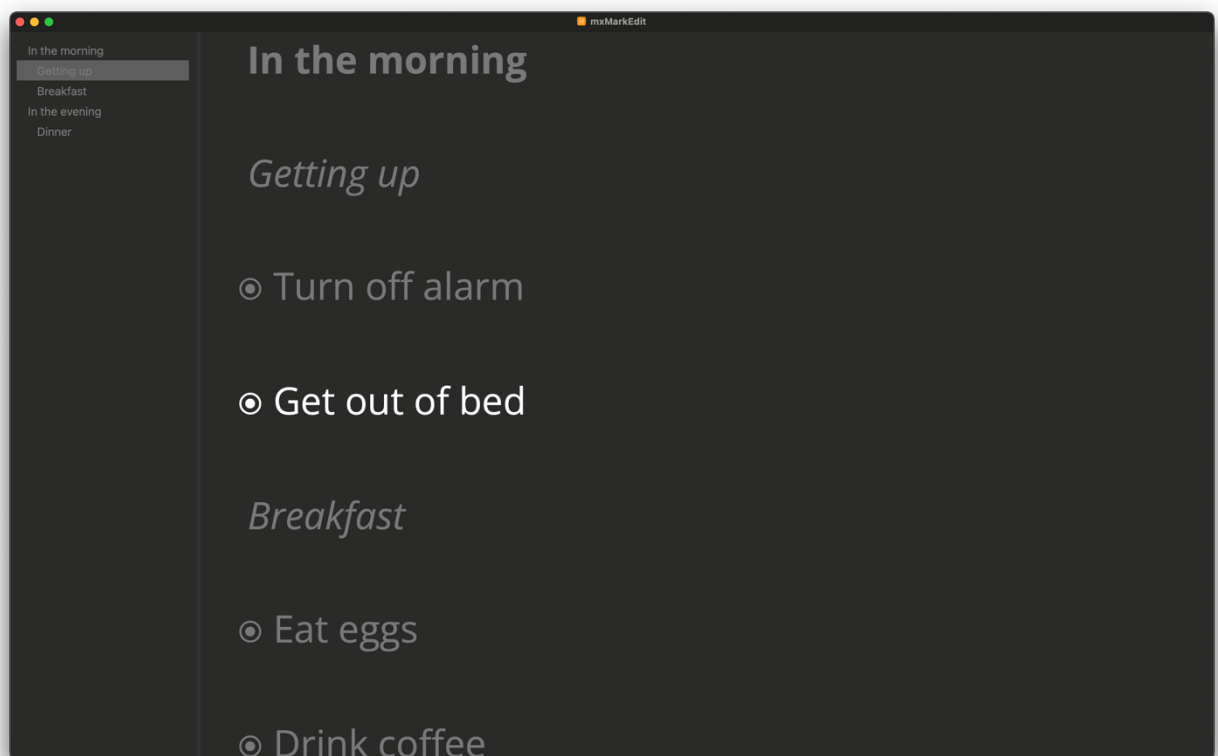 mxMarkEdit
In the morning
Getting up
Breakfast
In the evening
Dinner
In the morning
Getting up
Turn off alarm
Get out of bed
Breakfast
Eat eggs
Drink coffee